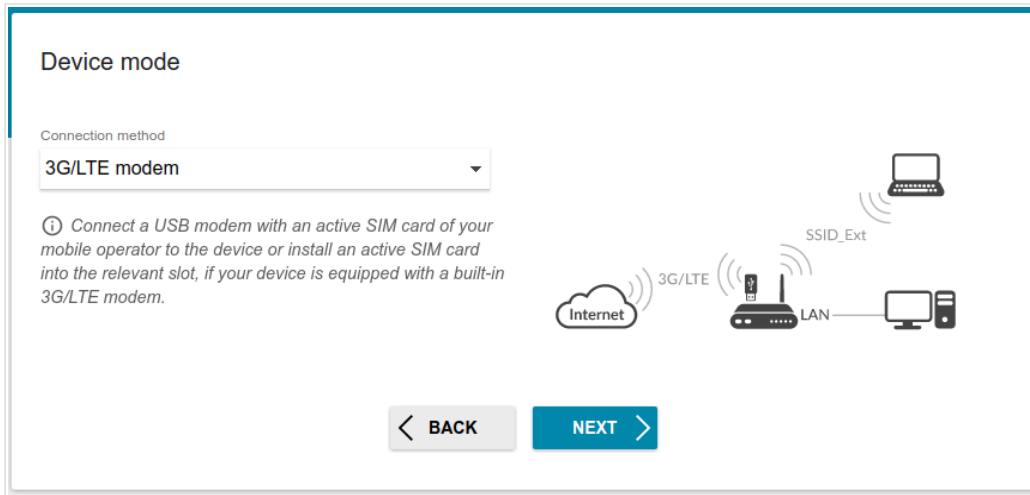 Device mode
Connection method
3G/LTE modem
Connect a USB modem with an active SIM card of your
mobile operator to the device or install an active SIM card
into the relevant slot, if your device is equipped with a built-in
3G/LTE modem.
SSID_Ext
3G/LTE
Internet
LAN
BACK
NEXT